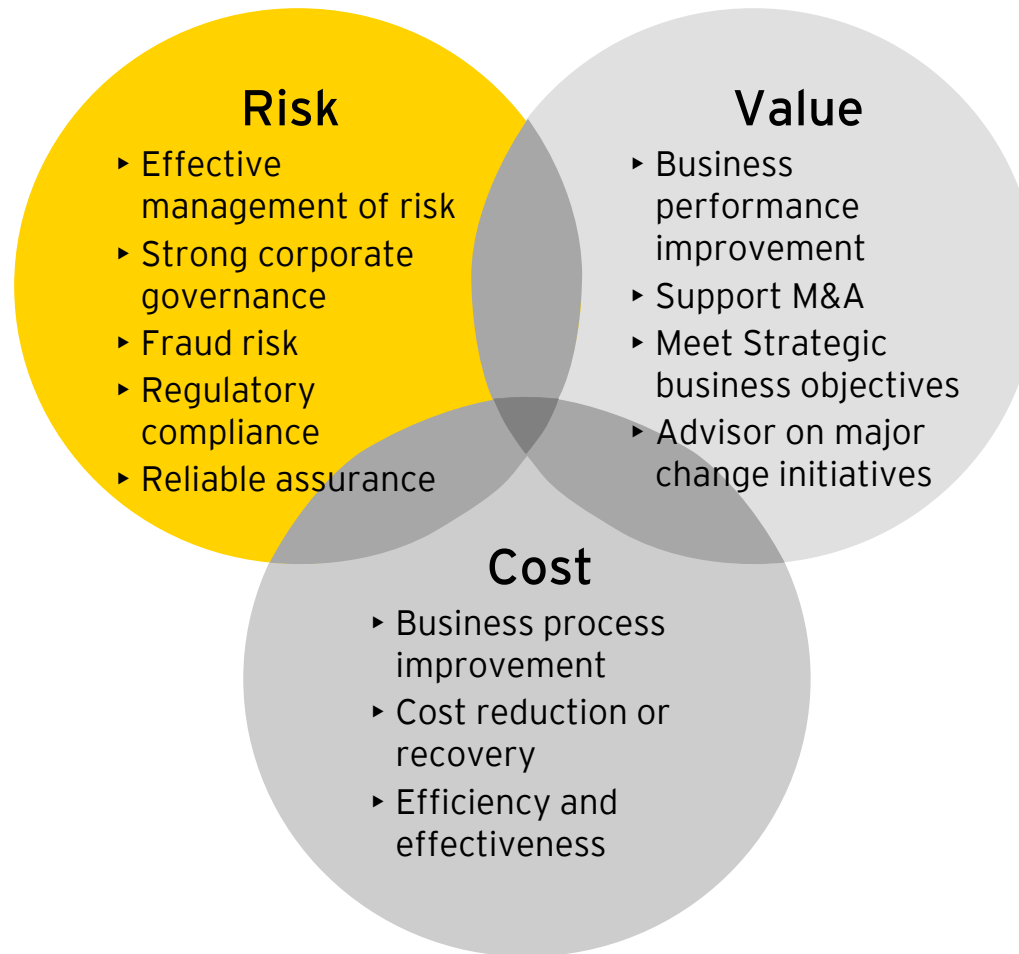 Risk
‣ Effective
management of risk
‣ Strong corporate
governance
‣ Fraud risk
‣ Regulatory
compliance
‣ Reliable assurance
Value
‣ Business
performance
improvement
‣ Support M&A
‣ Meet Strategic
business objectives
‣ Advisor on major
change initiatives
Cost
‣ Business process
improvement
‣ Cost reduction or
recovery
‣ Efficiency and
effectiveness